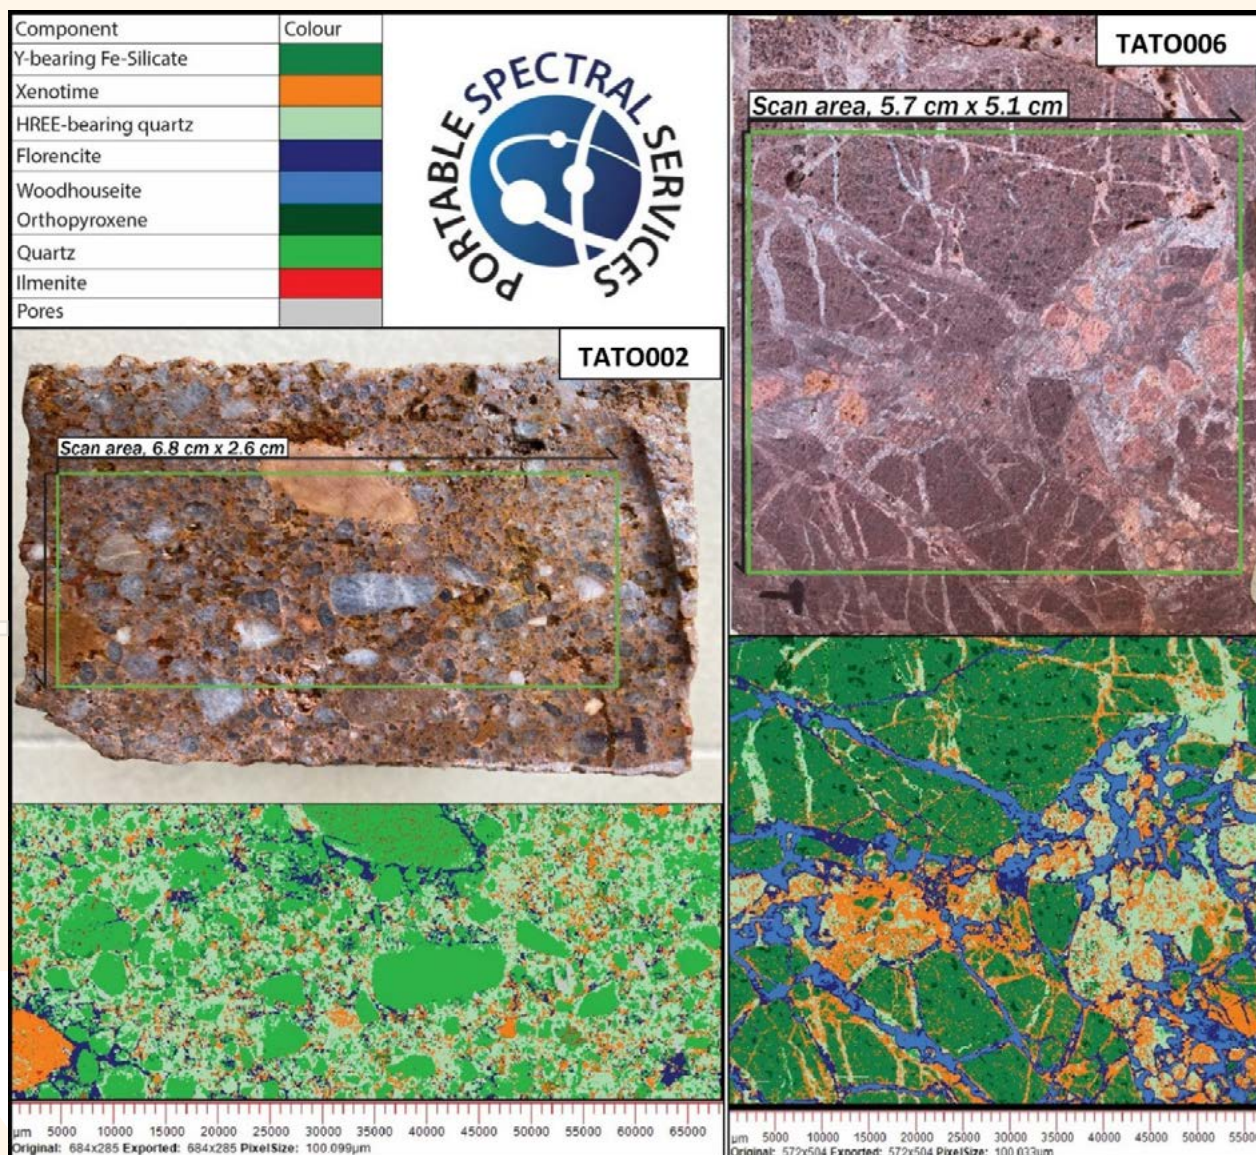 Component Colour
Y-bearing Fe-Silicate
Xenotime
HREE-bearing quartz
Florencite
Woodhouseite
Orthopyroxene
Quartz
Ilmenite
Pores
PORTABLE SPECTRAL SERVICES
TATO006
Scan area, 5.7 cm x 5.1 cm
TATO002
Scan area, 6.8 cm x 2.6 cm
µm 5000 10000 15000 20000 25000 30000 35000 40000 45000 50000 55000 60000 65000
Original: 684x285 Exported: 684x285 PixelSize: 100.099µm
µm 5000 10000 15000 20000 25000 30000 35000 40000 45000 50000 55000
Original: 572x504 Exported: 572x504 PixelSize: 100.033µm